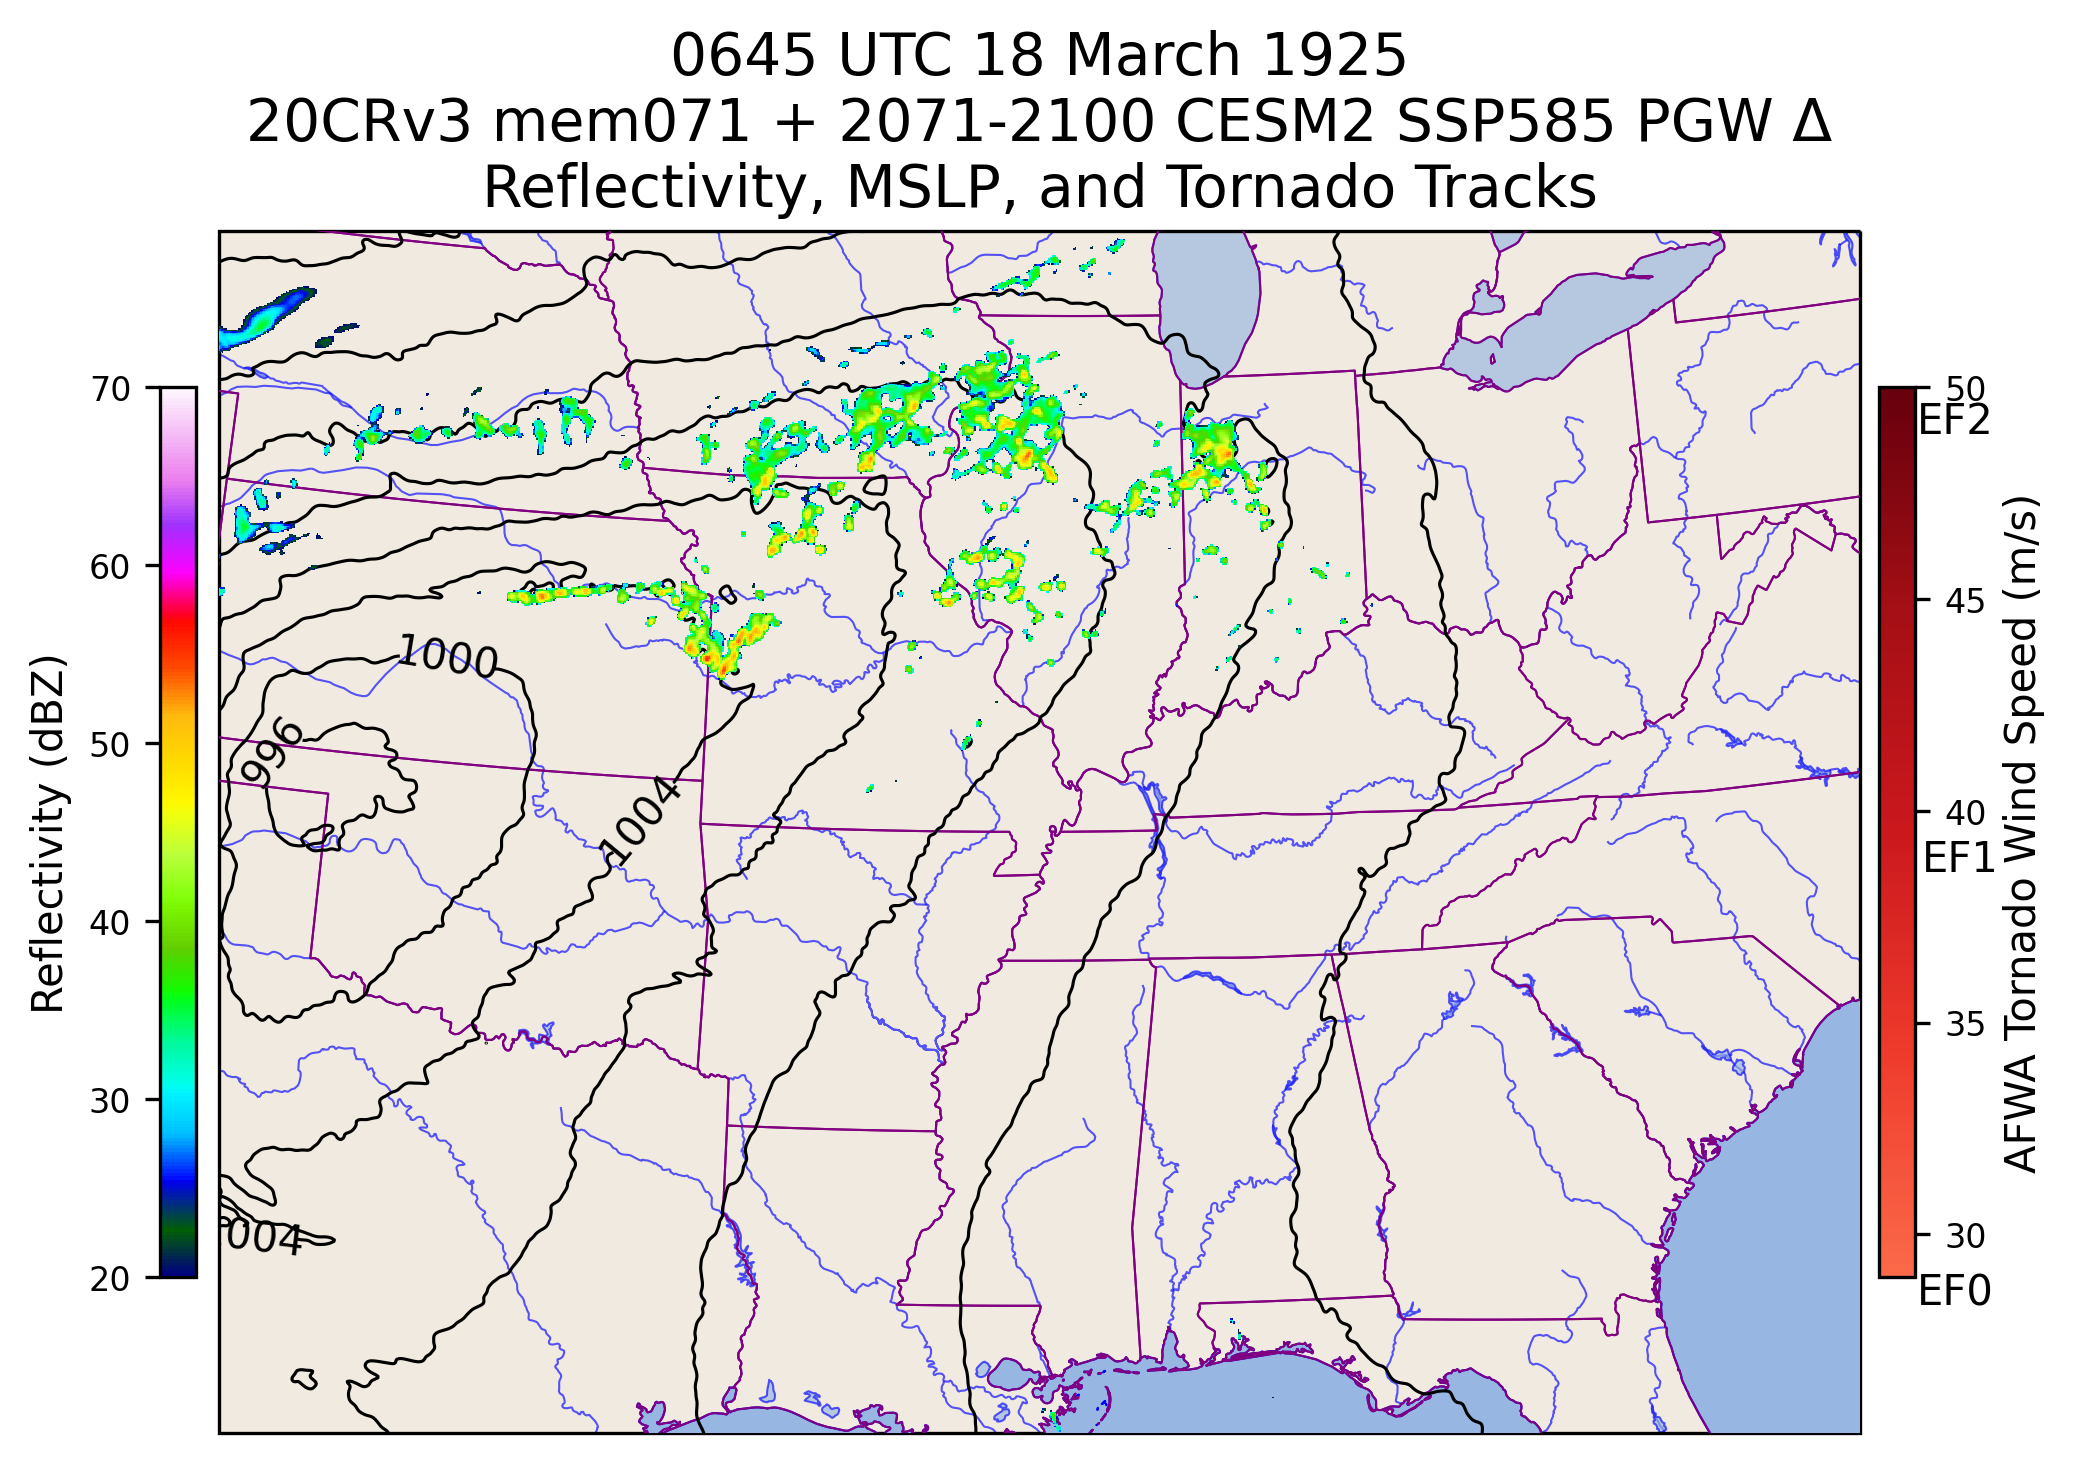 0645 UTC 18 March 1925
20CRv3 mem071 + 2071-2100 CESM2 SSP585 PGW Δ
Reflectivity, MSLP, and Tornado Tracks
70
60
50
40
30
20
Reflectivity (dBZ)
1000
996
1004
004
8
50
EF2
45
40
EF1
35
30
EF0
AFWA Tornado Wind Speed (m/s)